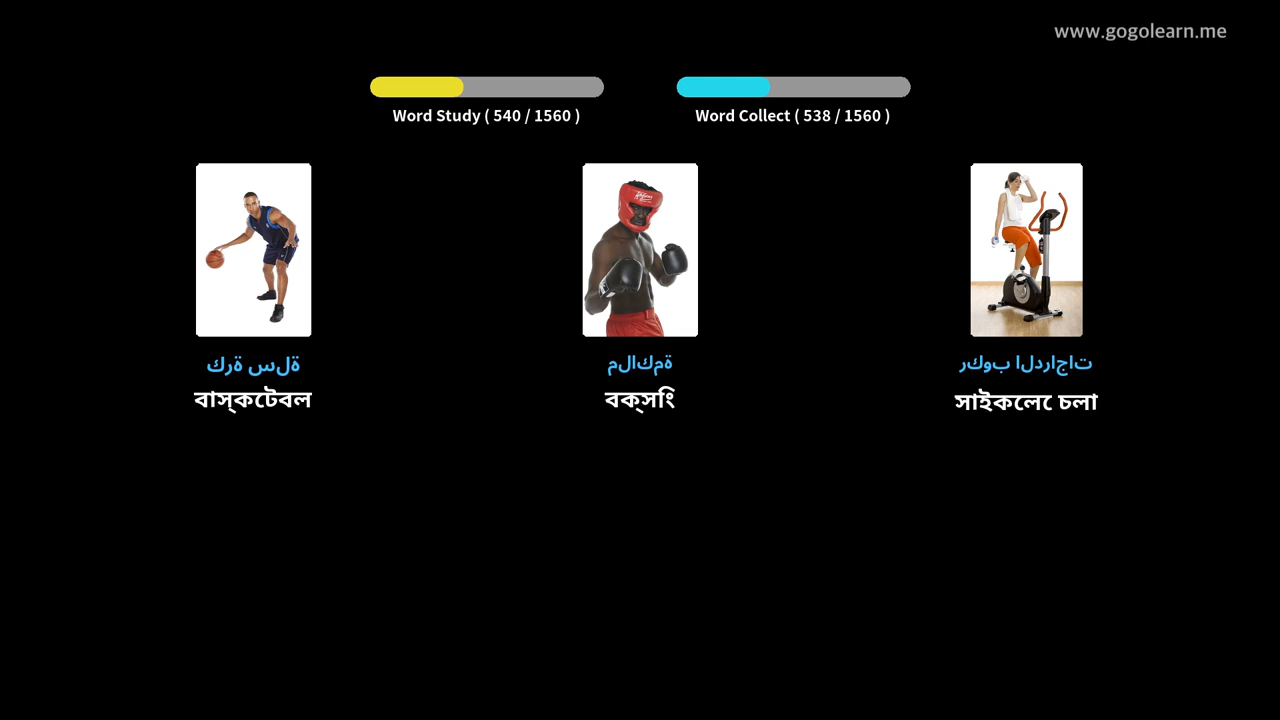 www.gogolearn.me
Word Study ( 540 / 1560 )
Word Collect ( 538 / 1560 )
كرة سلة
বাস্কেটবল
ملاكمة
বক্সিং
ركوب الدراجات
সাইকেলে চলা